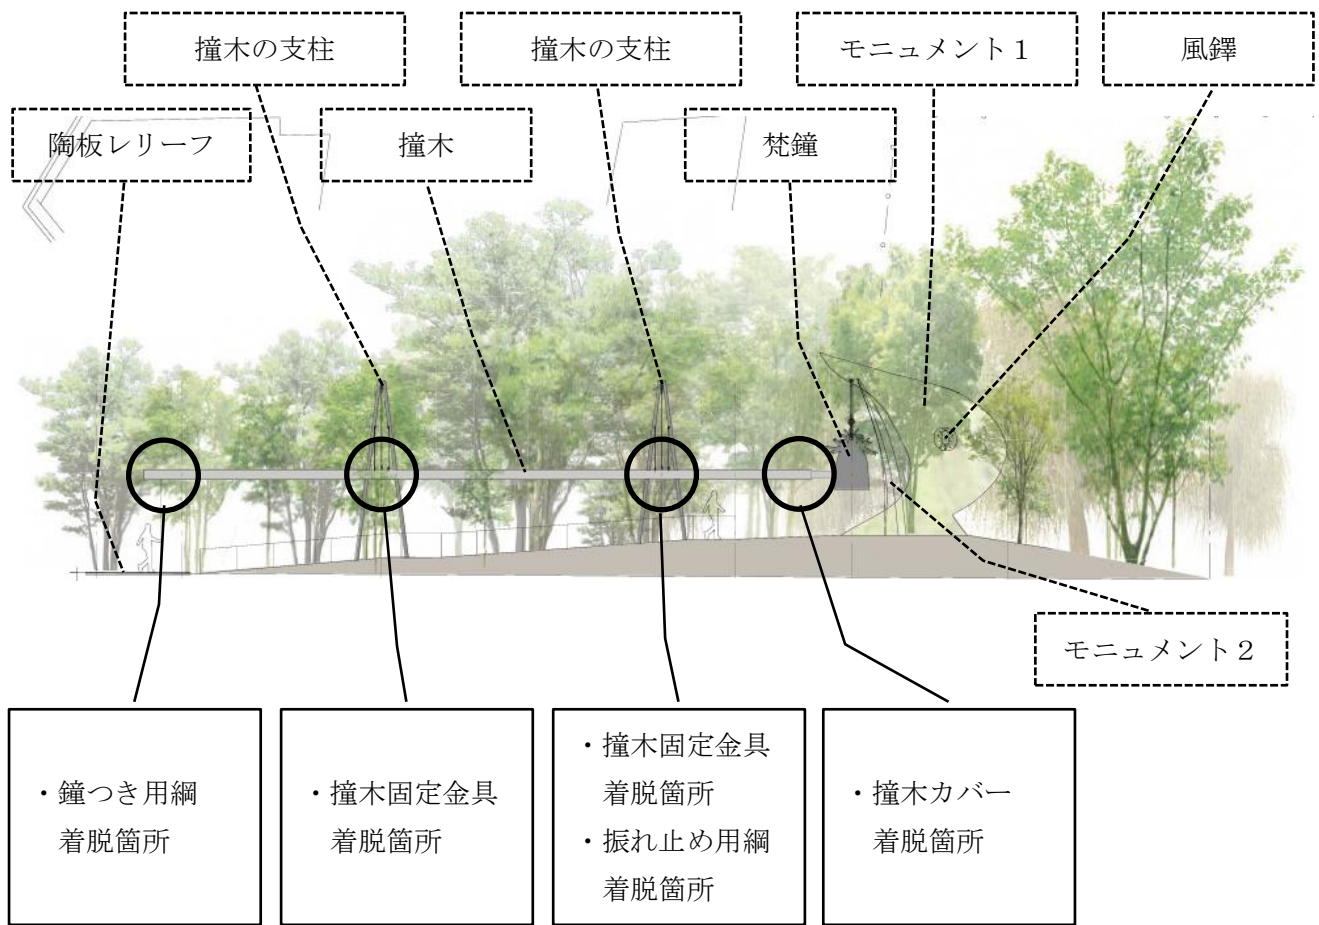 撞木の支柱
撞木の支柱
モニュメント1
風鐸
陶板レリーフ
撞木
梵鐘
モニュメント2
・鐘つき用綱
着脱箇所
・撞木固定金具
着脱箇所
・撞木固定金具
着脱箇所
・振れ止め用綱
着脱箇所
・撞木カバー
着脱箇所